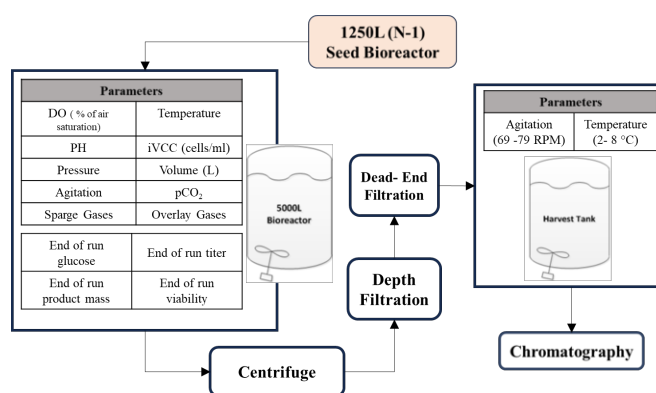 1250L (N-1)
Seed Bioreactor
Parameters
DO ( % of air
saturation)
Temperature
PH
iVCC (cells/ml)
Pressure
Volume (L)
Agitation
pCO₂
Sparge Gases
Overlay Gases
End of run
glucose
End of run titer
End of run
product mass
End of run
viability
5000L
Bioreactor
Centrifuge
Depth
Filtration
Dead- End
Filtration
Parameters
Agitation
(69 -79 RPM)
Temperature
(2- 8 °C)
Harvest Tank
Chromatography